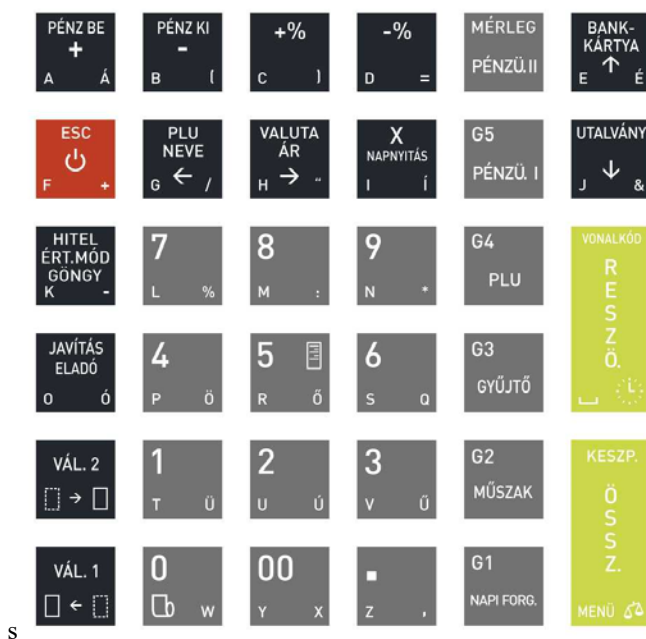 PÉNZ BE
+
A Á
PÉNZ KI
-
B (
+%
C )
-%
D =
MÉRLEG
PÉNZÜ.II
BANK-
KÁRTYA
↑
E É
ESC
F +
PLU
NEVE
←
G /
VALUTA
ÁR
→
H "
X
NAPNYITÁS
I Í
G5
PÉNZÜ. I
UTALVÁNY
↓
J &
HITEL
ÉRT.MÓD
GÖNGY
K -
7
L %
8
M :
9
N *
G4
PLU
VONALKÓD
R
E
S
Z
Ö.
L
JAVÍTÁS
ELADÓ
O Ó
4
P Ö
5
R Ő
6
S Q
G3
GYŰJTŐ
VÁL. 2
→
1
T Ü
2
U Ú
3
V Ű
G2
MŰSZAK
KESZP.
Ö
S
S
Z.
MENÜ
VÁL. 1
←
0
W
00
Y X
.
Z ,
G1
NAPI FORG.
s